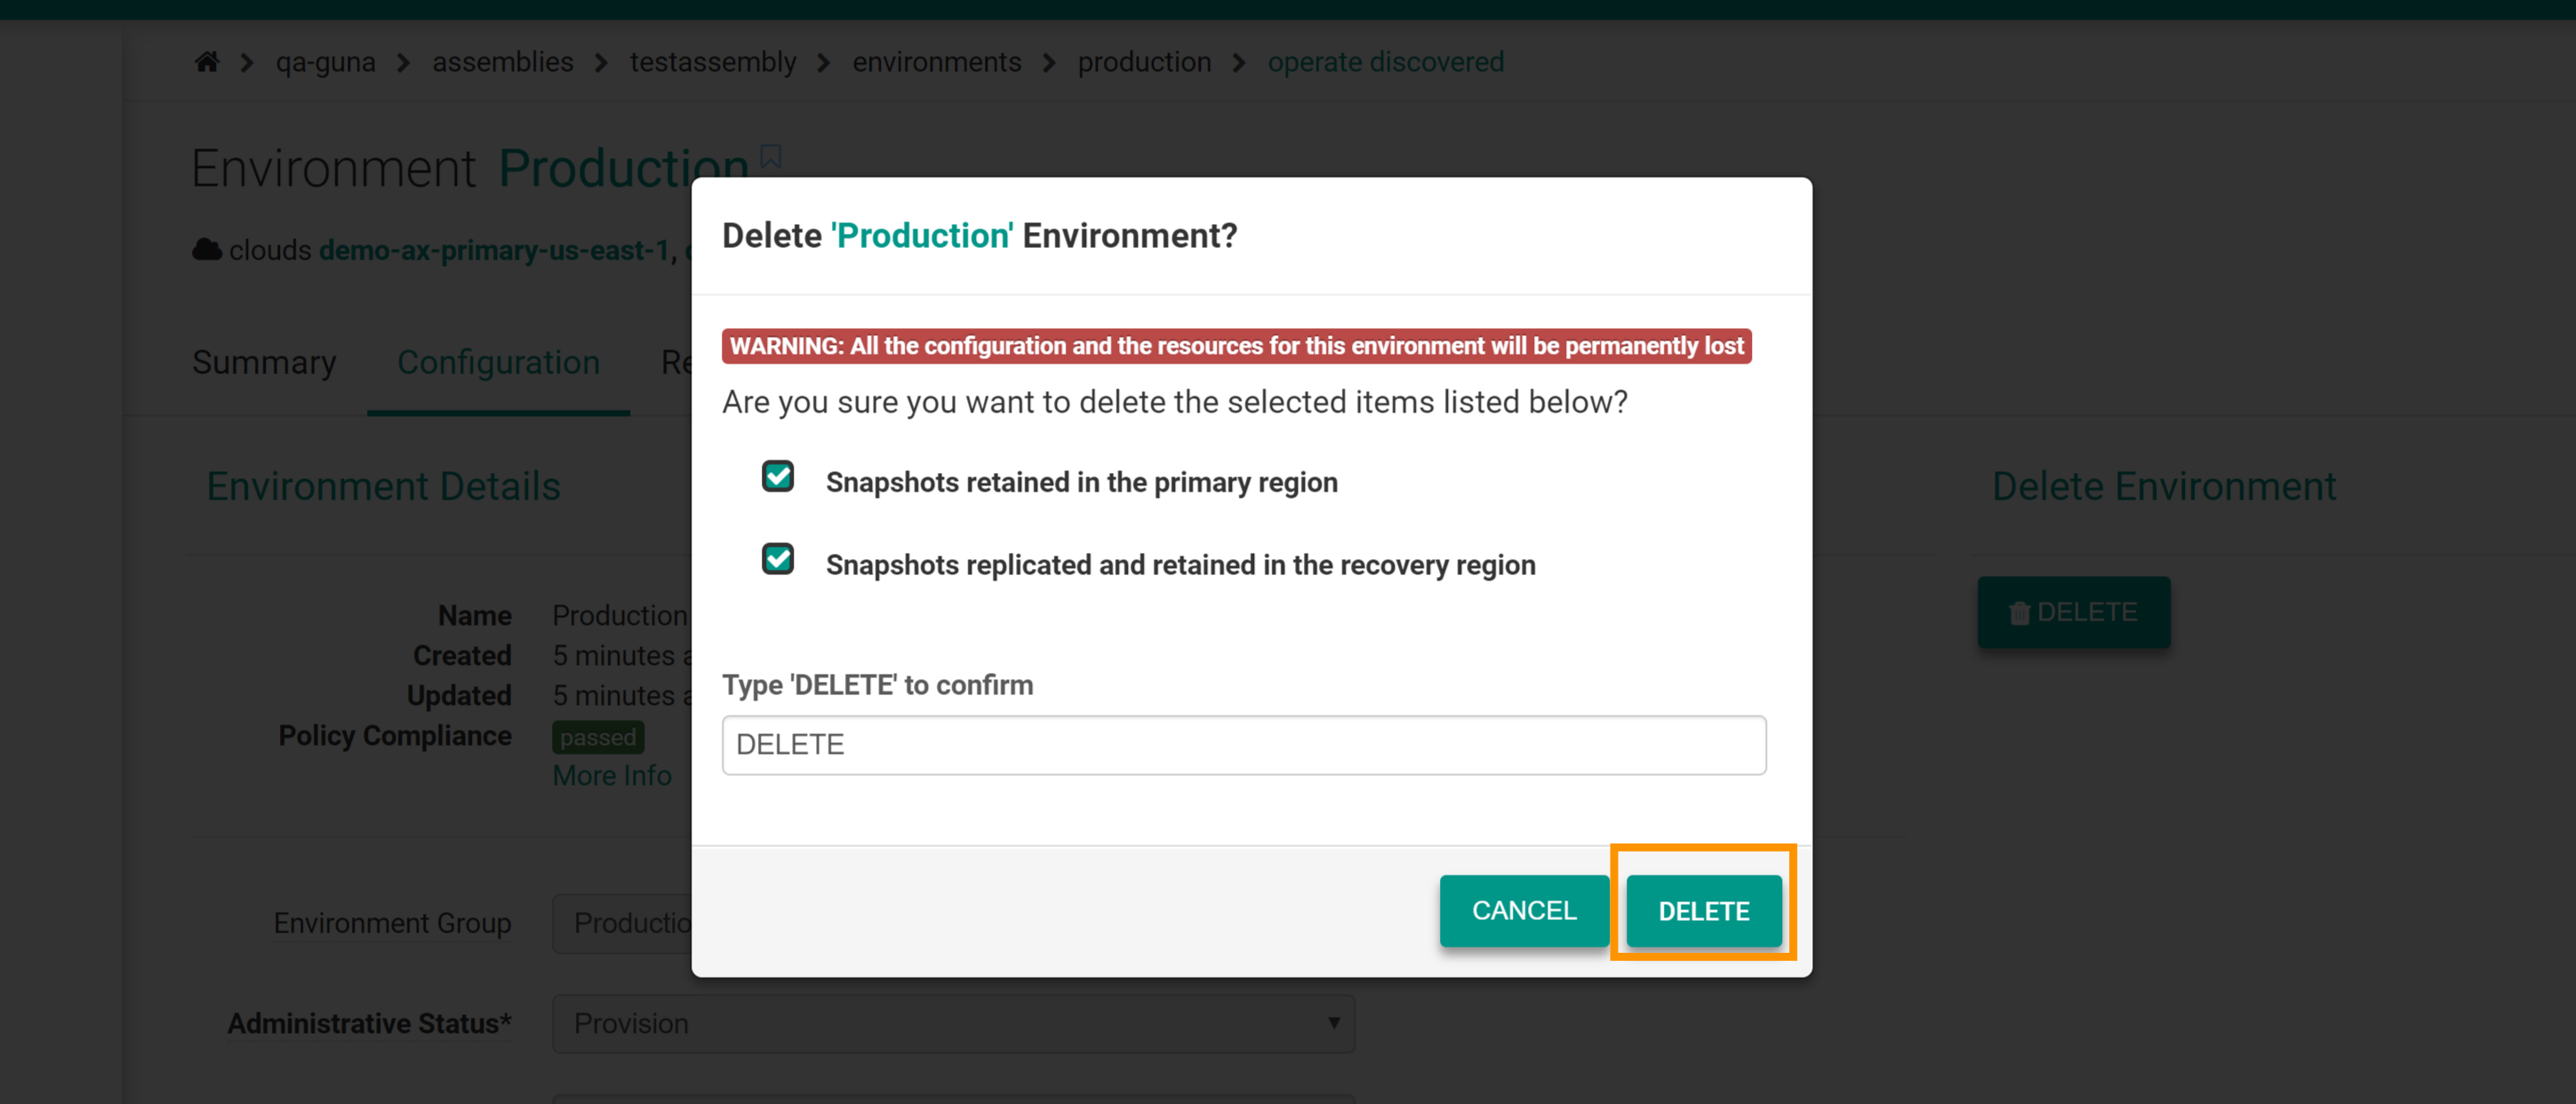 qa-guna > assemblies > testassembly > environments > production > operate discovered
Environment Production
clouds demo-ax-primary-us-east-1,
Summary Configuration Re
Delete 'Production' Environment?
WARNING: All the configuration and the resources for this environment will be permanently lost
Are you sure you want to delete the selected items listed below?
Snapshots retained in the primary region
Snapshots replicated and retained in the recovery region
Type 'DELETE' to confirm
DELETE
CANCEL DELETE
Environment Details
Name Production
Created 5 minutes a
Updated 5 minutes a
Policy Compliance passed
More Info
Environment Group Productio
Administrative Status* Provision
Delete Environment
DELETE